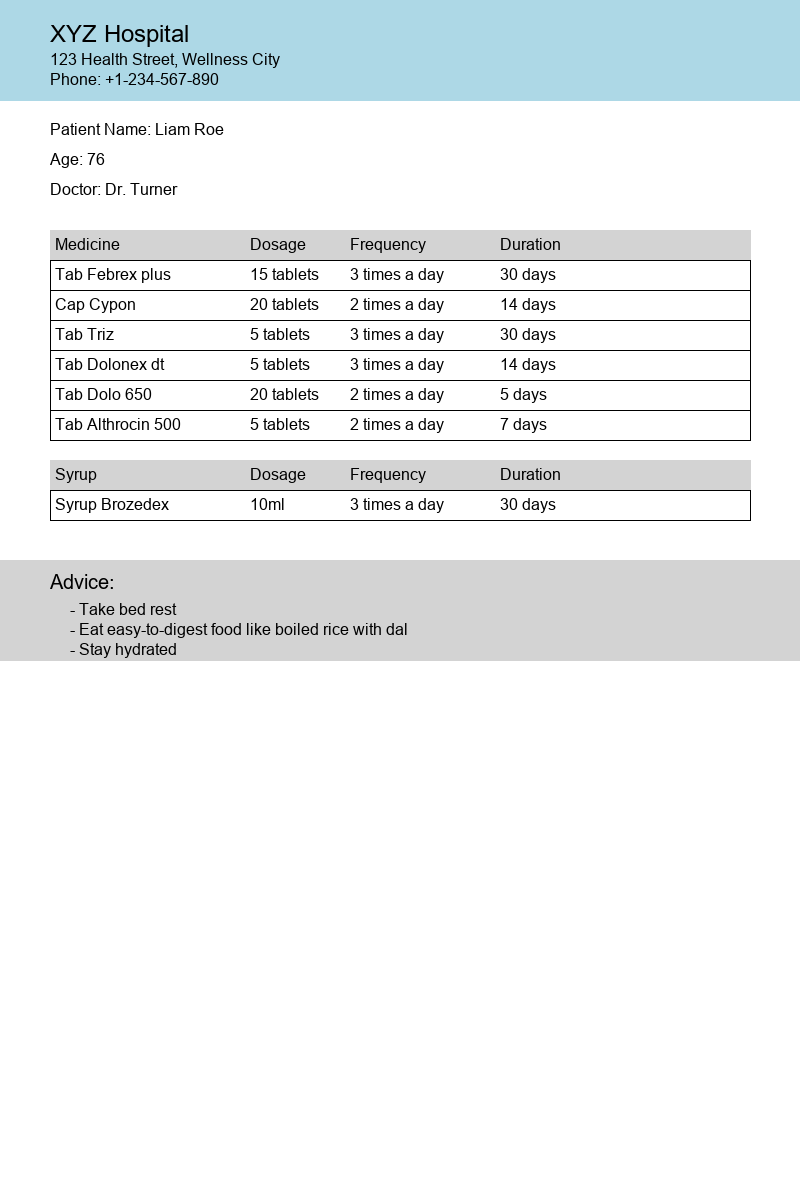 XYZ Hospital
123 Health Street, Wellness City
Phone: +1-234-567-890
Patient Name: Liam Roe
Age: 76
Doctor: Dr. Turner
Medicine Dosage Frequency Duration
Tab Febrex plus 15 tablets 3 times a day 30 days
Cap Cypon 20 tablets 2 times a day 14 days
Tab Triz 5 tablets 3 times a day 30 days
Tab Dolonex dt 5 tablets 3 times a day 14 days
Tab Dolo 650 20 tablets 2 times a day 5 days
Tab Althrocin 500 5 tablets 2 times a day 7 days
Syrup Dosage Frequency Duration
Syrup Brozedex 10ml 3 times a day 30 days
Advice:
- Take bed rest
- Eat easy-to-digest food like boiled rice with dal
- Stay hydrated